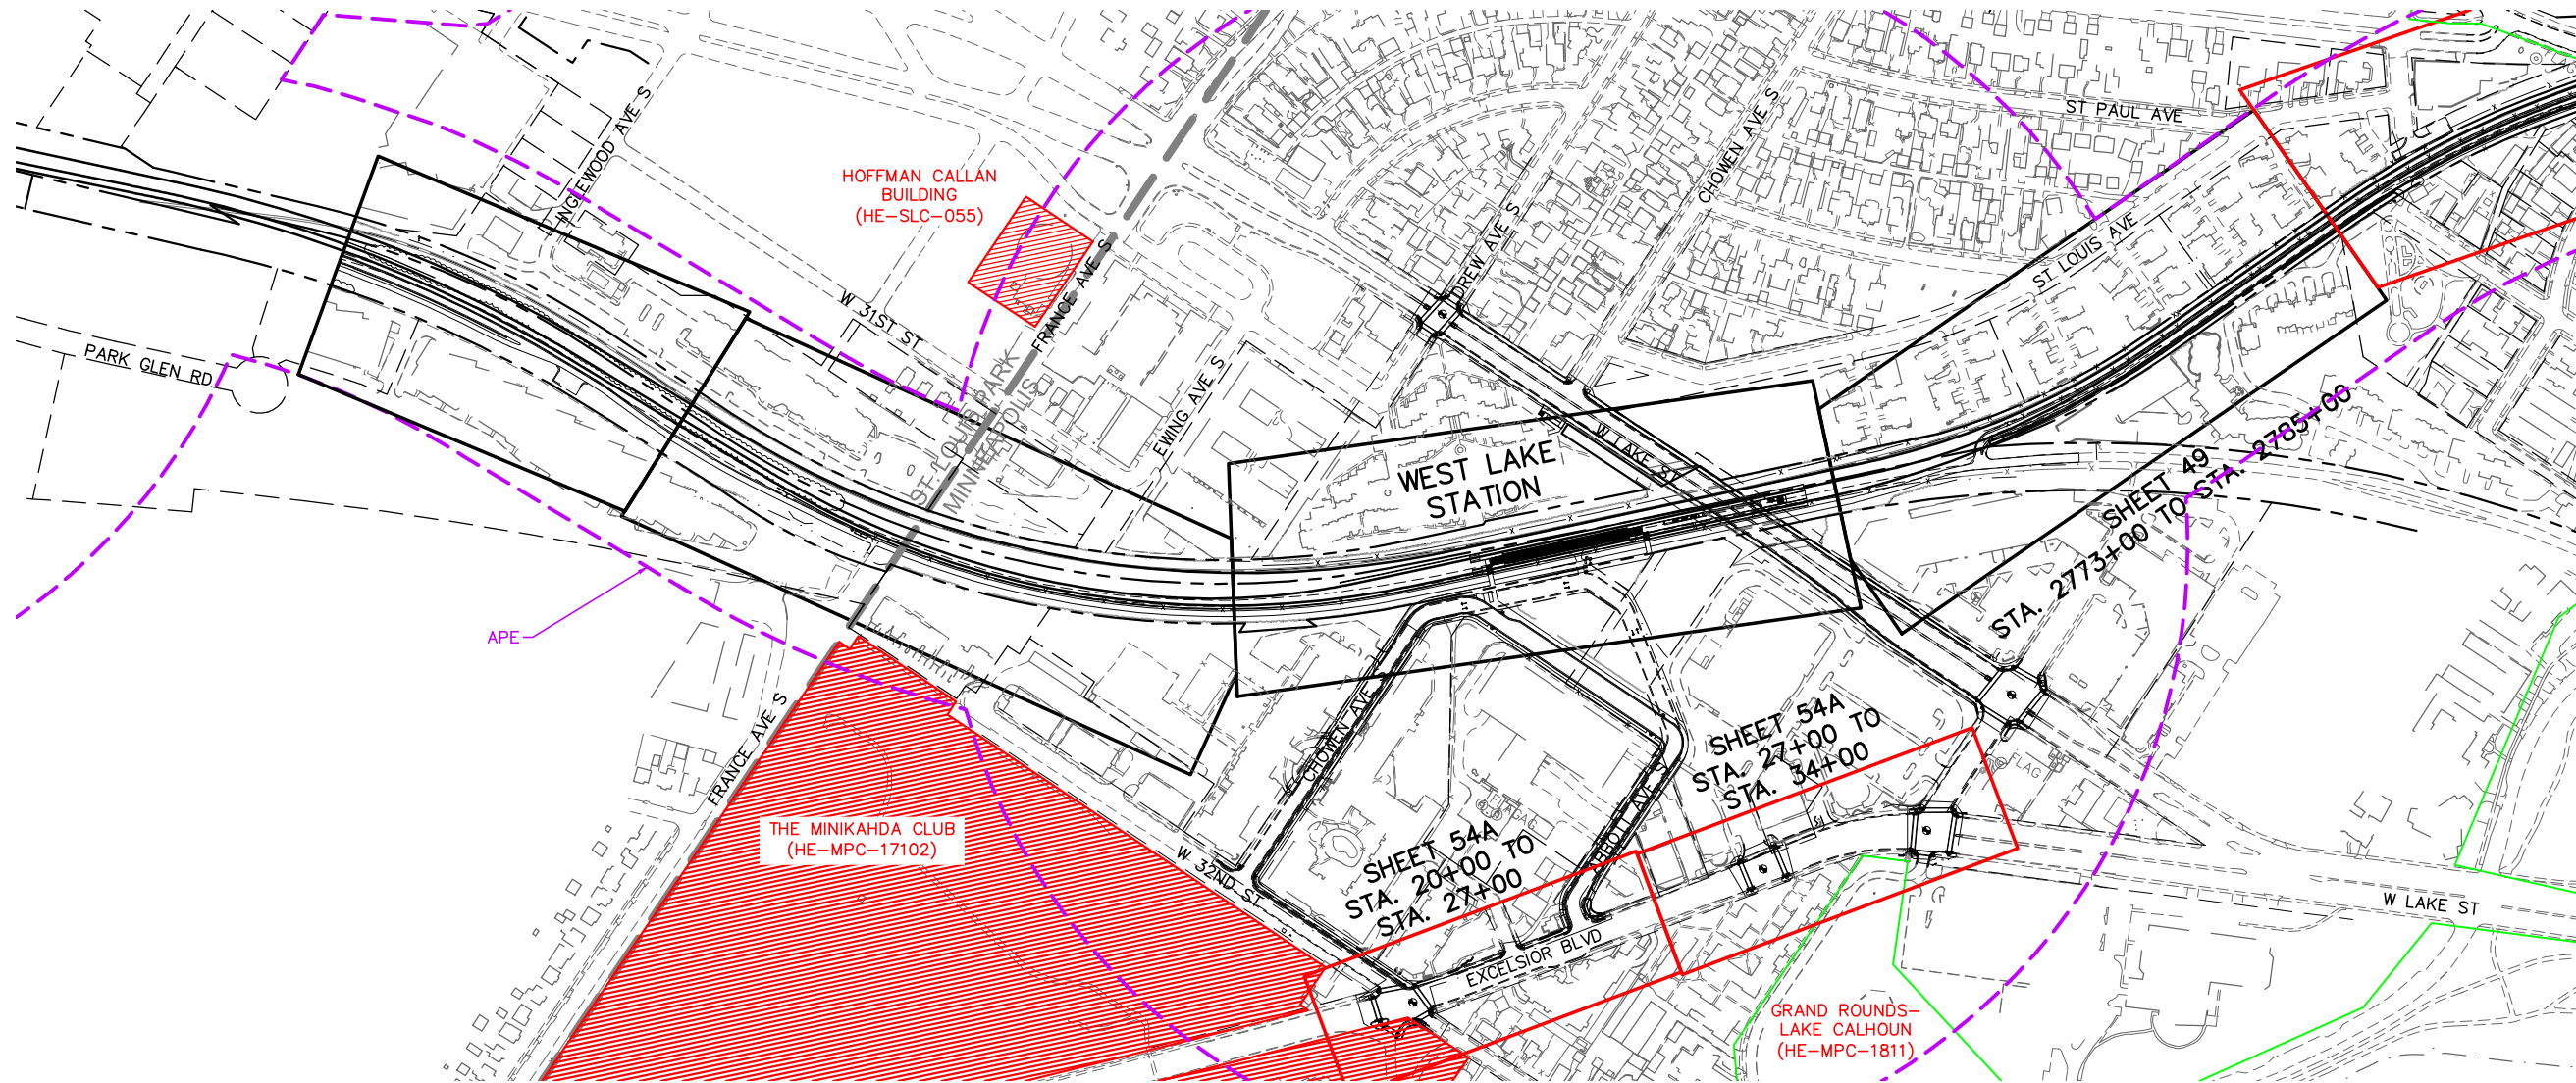 ST PAUL AVE
INGLEWOOD AVE S
CHOWEN AVE S
HOFFMAN CALLAN
BUILDING
(HE-SLC-055)
ST LOUIS AVE
DREW AVE S
FRANCE AVE S
W 31ST ST
PARK GLEN RD
EWING AVE S
ST. LOUIS PARK
MINNEAPOLIS
W LAKE ST
WEST LAKE
STATION
SHEET 49
STA. 2773+00 TO STA. 2785+00
APE
FRANCE AVE S
CHOWEN AVE S
SHEET 54A
STA. 27+00 TO
STA. 34+00
FLAG
THE MINIKAHDA CLUB
(HE-MPC-17102)
ABBOTT AVE S
SHEET 54A
STA. 20+00 TO
STA. 27+00
W 32ND ST
W LAKE ST
EXCELSIOR BLVD
GRAND ROUNDS-
LAKE CALHOUN
(HE-MPC-1811)